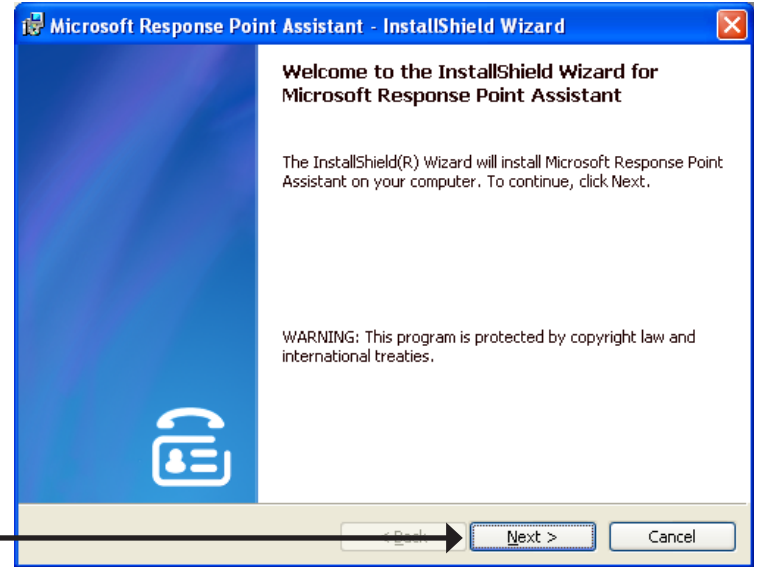 Microsoft Response Point Assistant - InstallShield Wizard
Welcome to the InstallShield Wizard for
Microsoft Response Point Assistant
The InstallShield(R) Wizard will install Microsoft Response Point
Assistant on your computer. To continue, click Next.
WARNING: This program is protected by copyright law and
international treaties.
< Back Next > Cancel